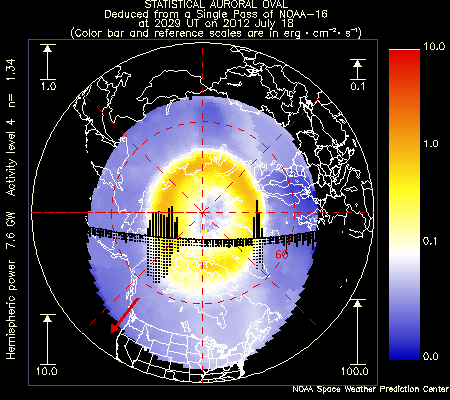 STATISTICAL AURORAL OVAL
Deduced from a Single Pass of NOAA-16
at 2029 UT on 2012 July 18
(Color bar and reference scales are in erg · cm⁻² · s⁻¹)
Hemispheric power 7.6 GW Activity level 4 n= 1.34
1.0
0.1
10.0
100.0
60
10.0
1.0
0.1
0.0
NOAA Space Weather Prediction Center